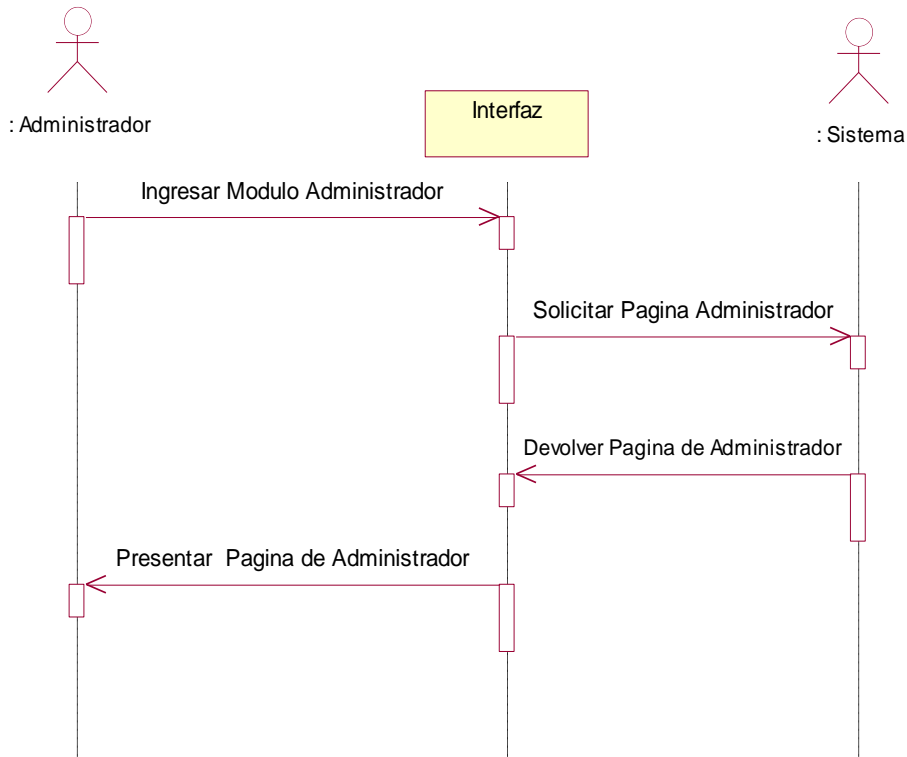 : Administrador
Interfaz
: Sistema
Ingresar Modulo Administrador
Solicitar Pagina Administrador
Devolver Pagina de Administrador
Presentar  Pagina de Administrador